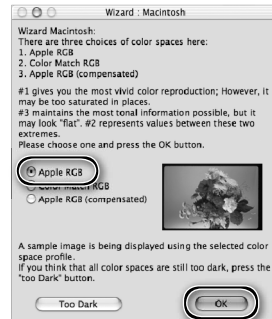 Wizard : Macintosh
Wizard Macintosh:
There are three choices of color spaces here:
1. Apple RGB
2. Color Match RGB
3. Apple RGB (compensated)
#1 gives you the most vivid color reproduction; However, it
may be too saturated in places.
#3 maintains the most tonal information possible, but it
may look "flat". #2 represents values between these two
extremes.
Please choose one and press the OK button.
Apple RGB
Color Match RGB
Apple RGB (compensated)
A sample image is being displayed using the selected color
space profile.
If you think that all color spaces are still too dark, press the
"too Dark" button.
Too Dark
OK